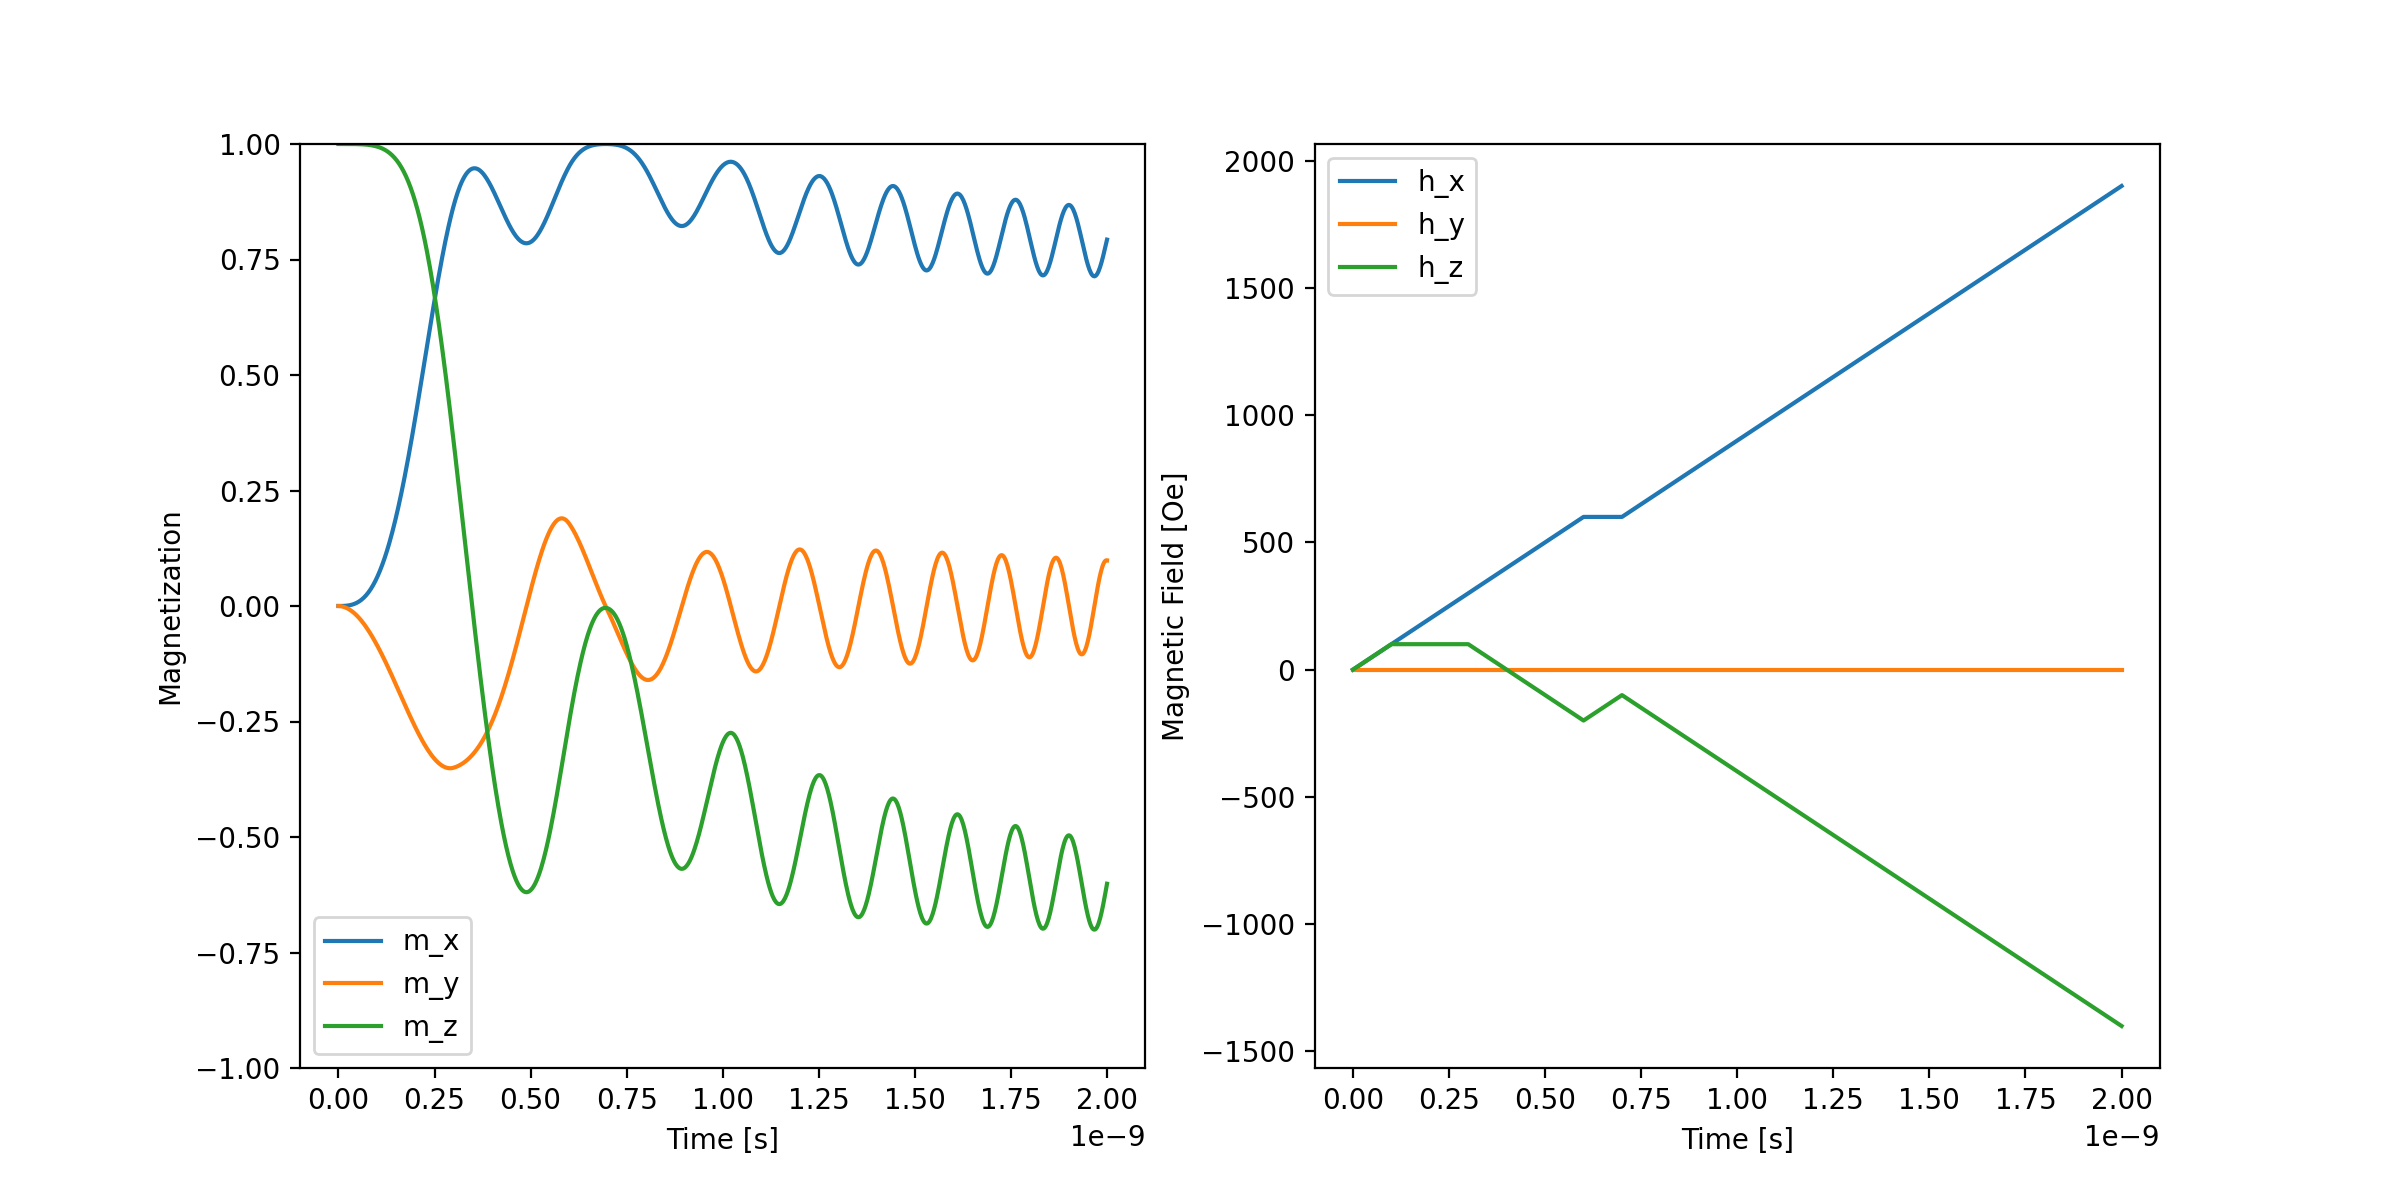 1.00
0.75
0.50
0.25
0.00
−0.25
−0.50
−0.75
−1.00
Magnetization
m_x
m_y
m_z
0.00 0.25 0.50 0.75 1.00 1.25 1.50 1.75 2.00
Time [s]
1e−9
2000
1500
1000
500
0
−500
−1000
−1500
Magnetic Field [Oe]
h_x
h_y
h_z
0.00 0.25 0.50 0.75 1.00 1.25 1.50 1.75 2.00
Time [s]
1e−9